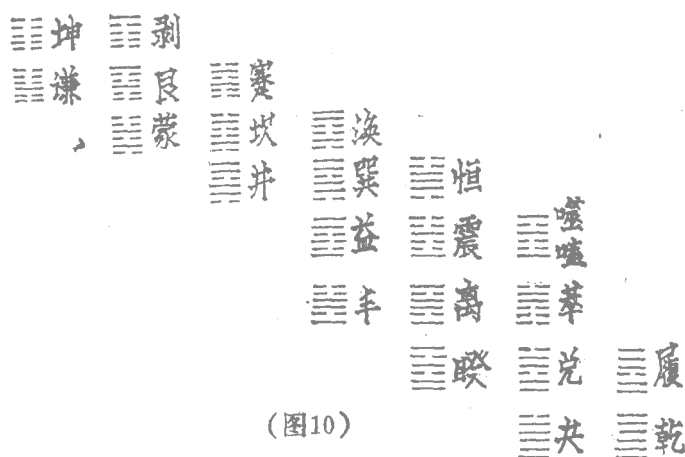 坤 剥
谦 艮 蹇
蒙 坎 涣
井 巽 恒
益 震 噬嗑
丰 离 萃
睽 兑 履
(图10)
夬 乾